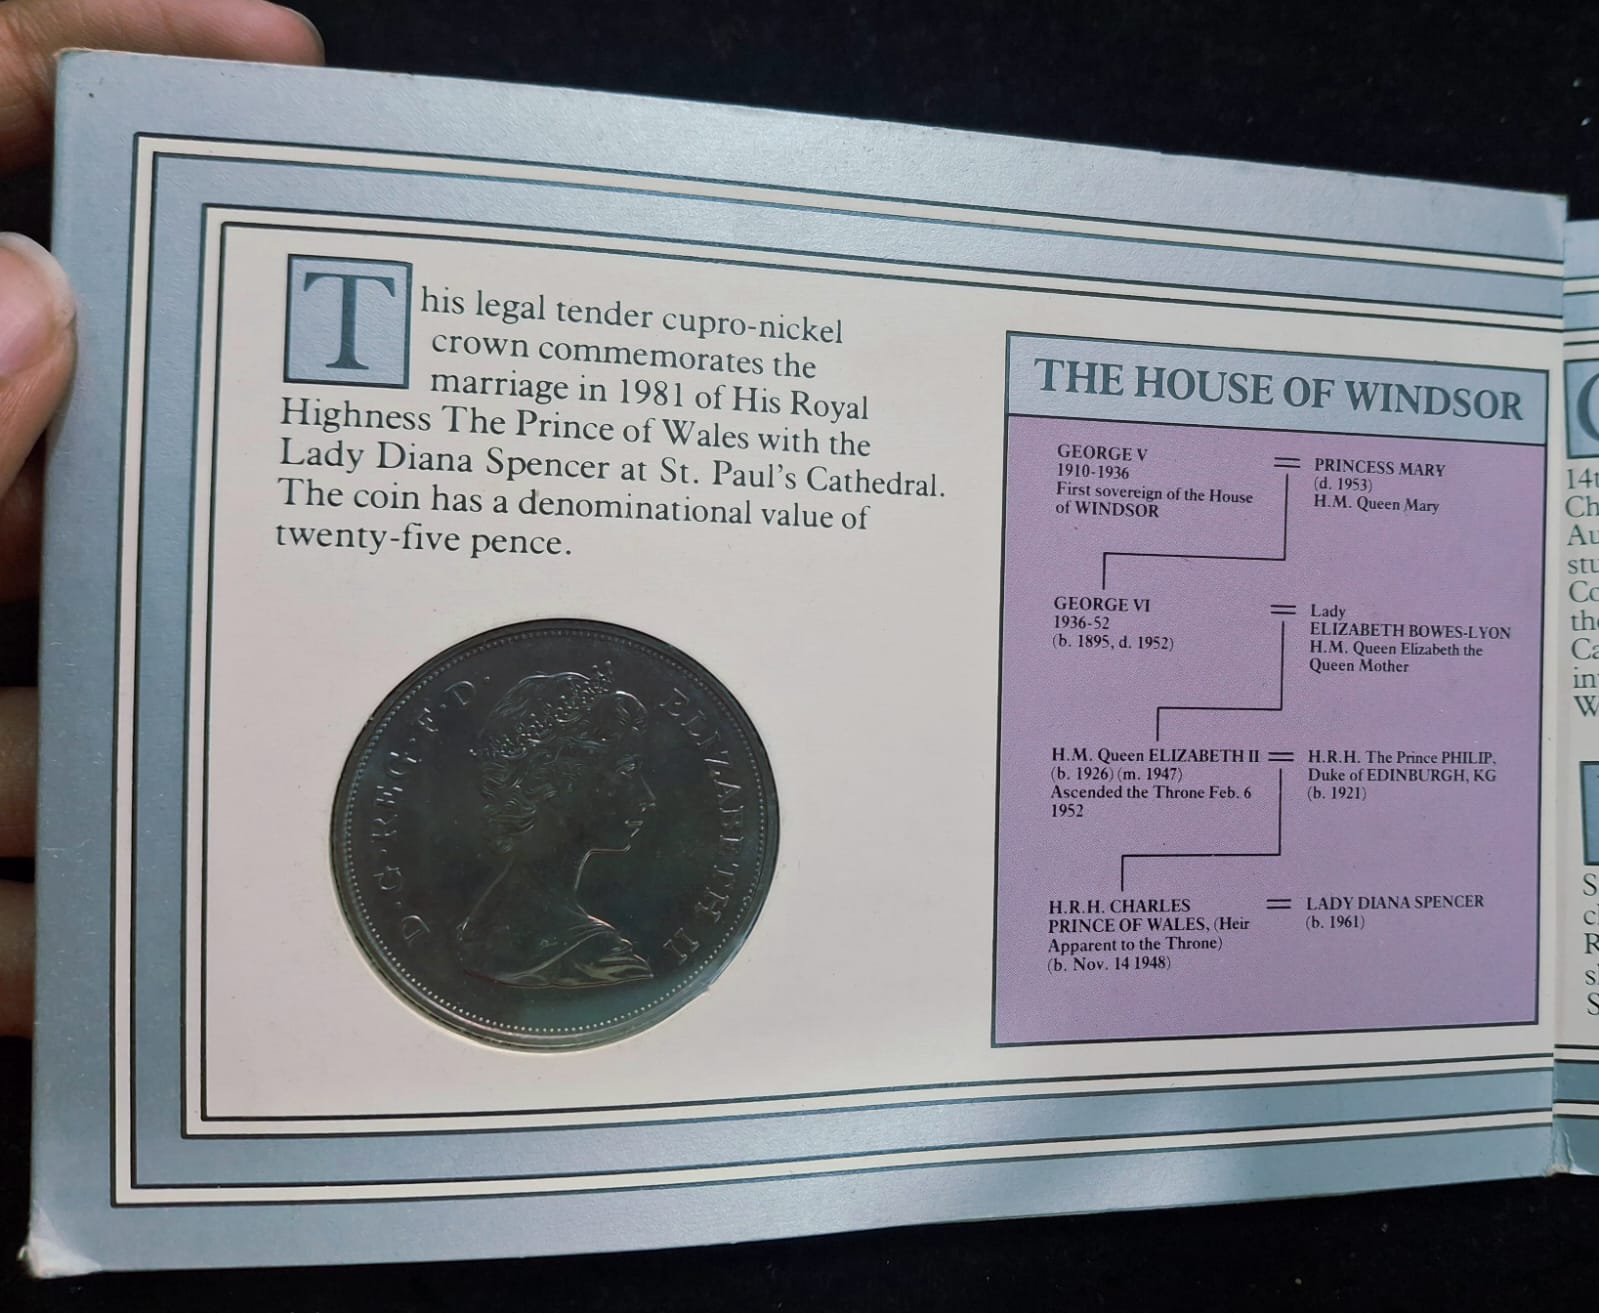 This legal tender cupro-nickel
crown commemorates the
marriage in 1981 of His Royal
Highness The Prince of Wales with the
Lady Diana Spencer at St. Paul's Cathedral.
The coin has a denominational value of
twenty-five pence.
D·G·REG·F·D· ELIZABETH II
THE HOUSE OF WINDSOR
GEORGE V
1910-1936
First sovereign of the House
of WINDSOR
= PRINCESS MARY
(d. 1953)
H.M. Queen Mary
GEORGE VI
1936-52
(b. 1895, d. 1952)
= Lady
ELIZABETH BOWES-LYON
H.M. Queen Elizabeth the
Queen Mother
H.M. Queen ELIZABETH II
(b. 1926) (m. 1947)
Ascended the Throne Feb. 6
1952
= H.R.H. The Prince PHILIP,
Duke of EDINBURGH, KG
(b. 1921)
H.R.H. CHARLES
PRINCE OF WALES, (Heir
Apparent to the Throne)
(b. Nov. 14 1948)
= LADY DIANA SPENCER
(b. 1961)